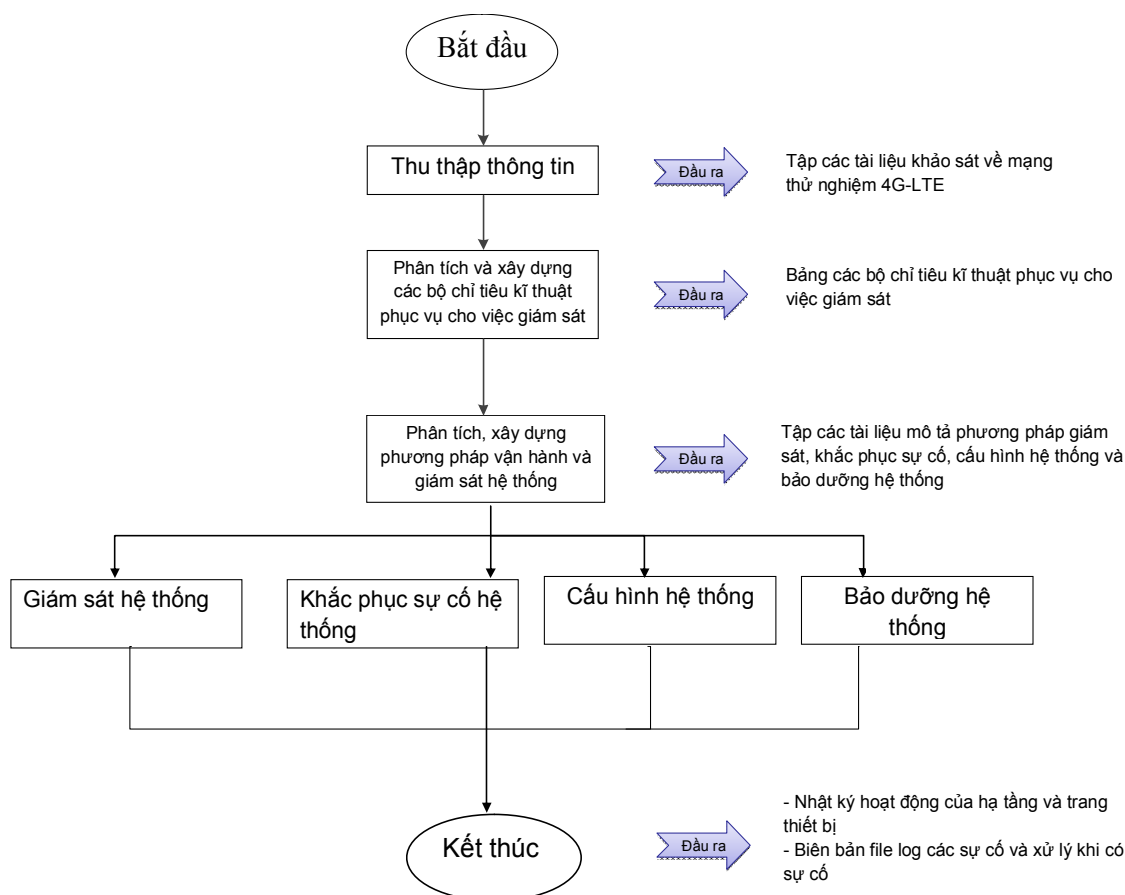 Bắt đầu
Thu thập thông tin
Đầu ra
Tập các tài liệu khảo sát về mạng
thử nghiệm 4G-LTE
Phân tích và xây dựng
các bộ chỉ tiêu kĩ thuật
phục vụ cho việc giám sát
Đầu ra
Bảng các bộ chỉ tiêu kĩ thuật phục vụ cho
việc giám sát
Phân tích, xây dựng
phương pháp vận hành và
giám sát hệ thống
Đầu ra
Tập các tài liệu mô tả phương pháp giám
sát, khắc phục sự cố, cấu hình hệ thống và
bảo dưỡng hệ thống
Giám sát hệ thống
Khắc phục sự cố hệ
thống
Cấu hình hệ thống
Bảo dưỡng hệ
thống
Kết thúc
Đầu ra
- Nhật ký hoạt động của hạ tầng và trang
thiết bị
- Biên bản file log các sự cố và xử lý khi có
sự cố